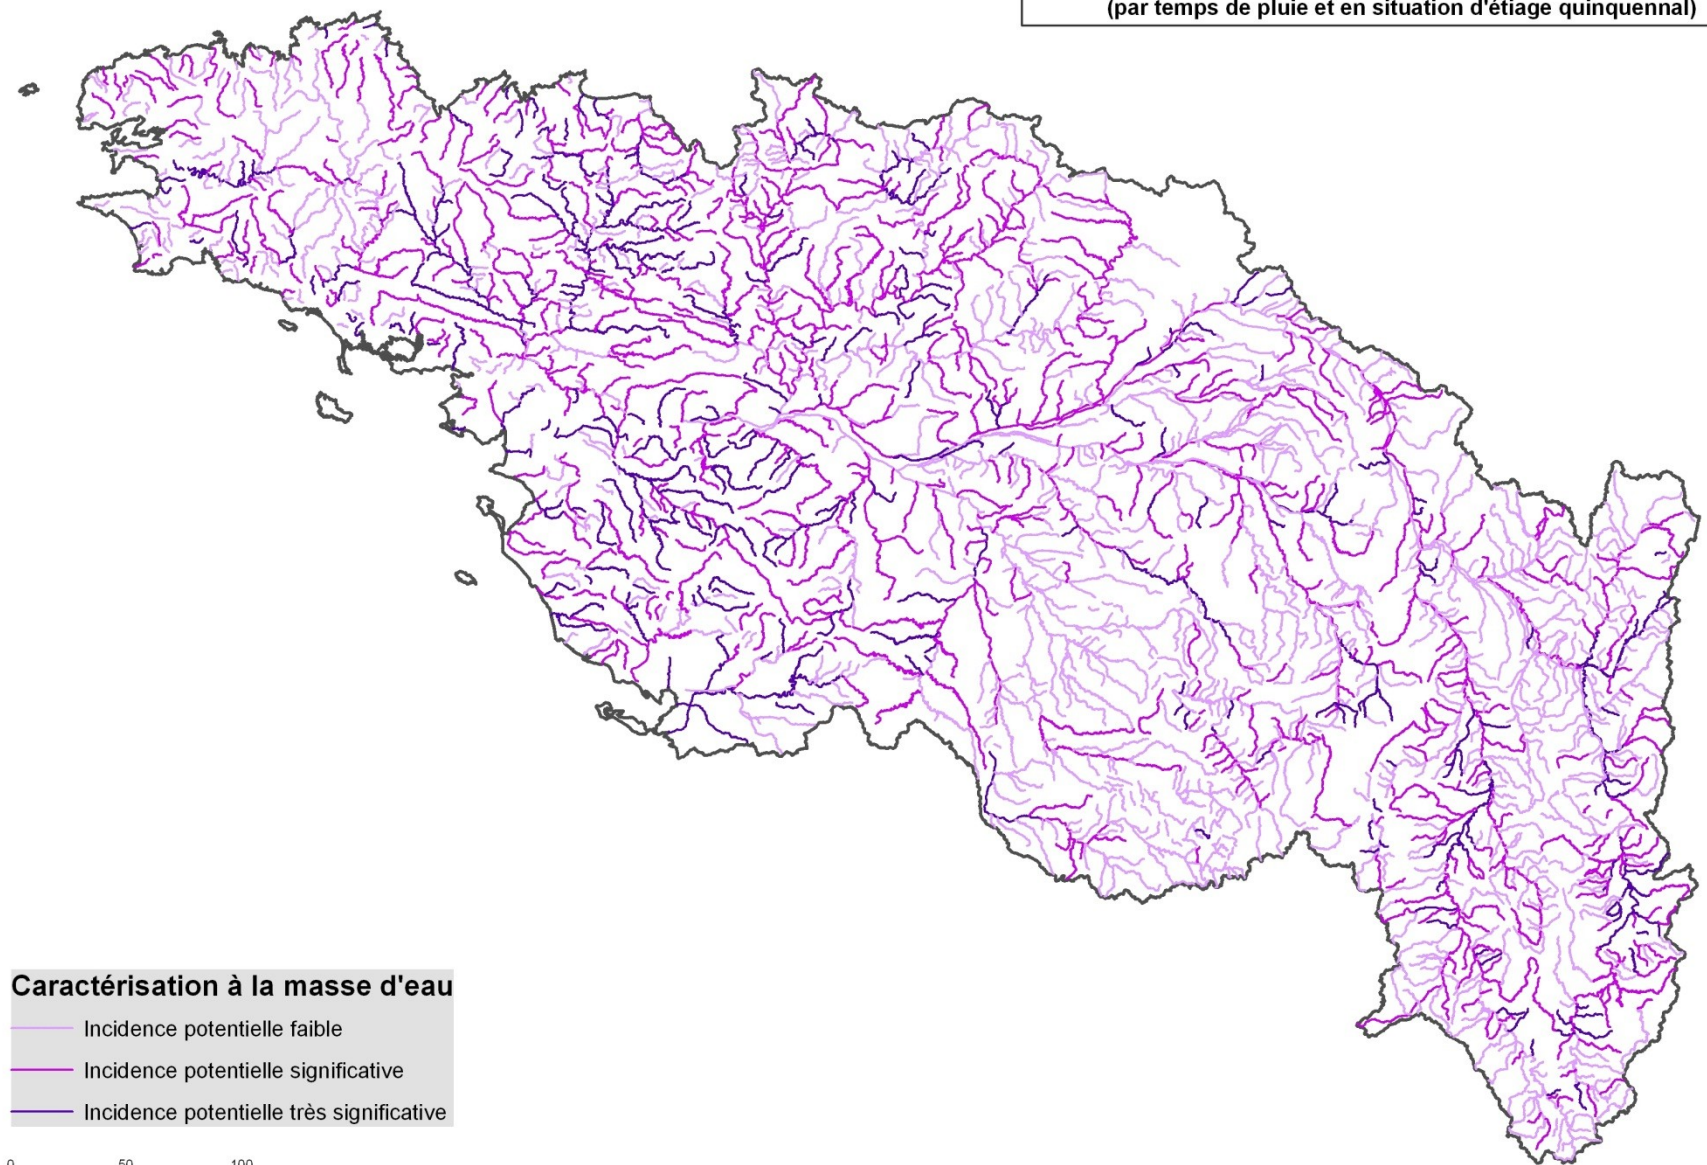 (par temps de pluie et en situation d'étiage quinquennal)
Caractérisation à la masse d'eau
Incidence potentielle faible
Incidence potentielle significative
Incidence potentielle très significative
0 50 100